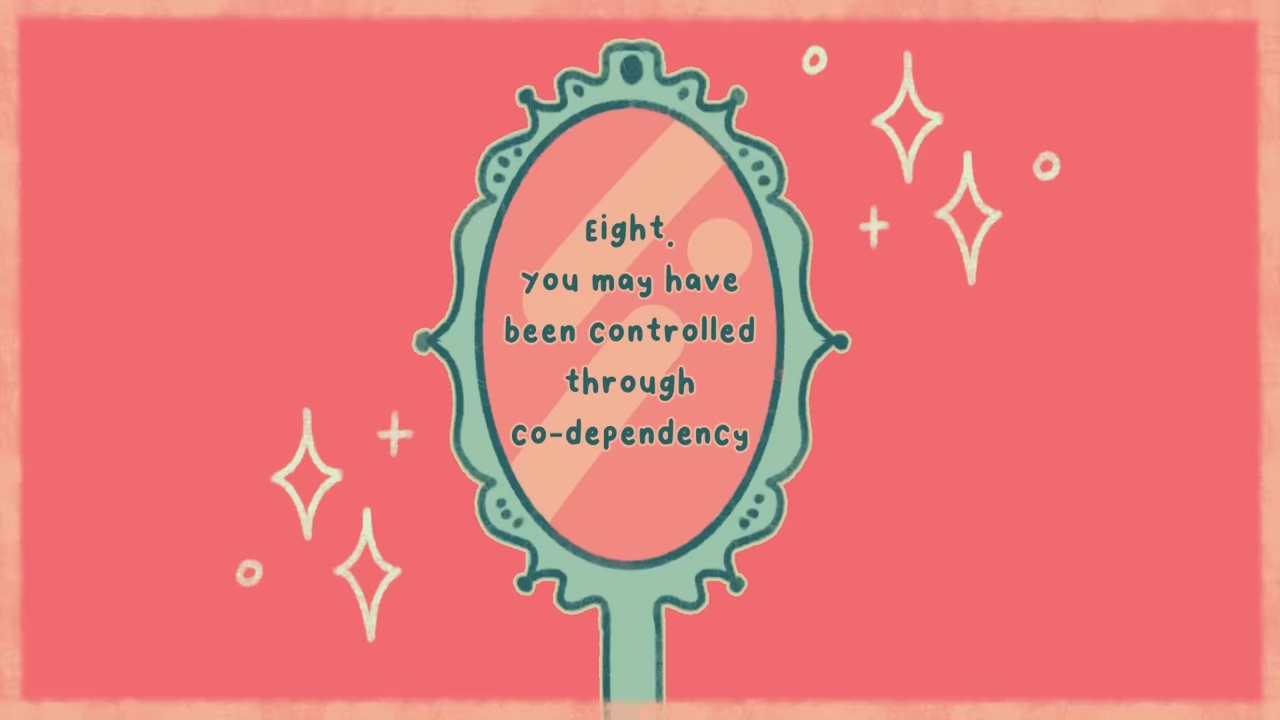 Eight.
You may have
been controlled
through
co-dependency